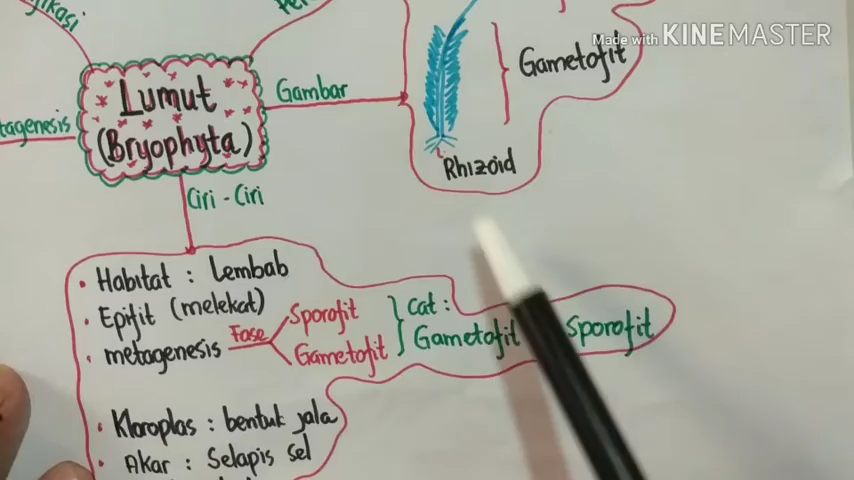 Made with KINEMASTER
Gametofit
Lumut
(Bryophyta)
Gambar
Rhizoid
Ciri - Ciri
• Habitat : Lembab
• Epifit (melekat)
• metagenesis Fase Sporofit
Gametofit
Cat :
Gametofit Sporofit
• Kloroplas : bentuk jala
• Akar : Selapis sel